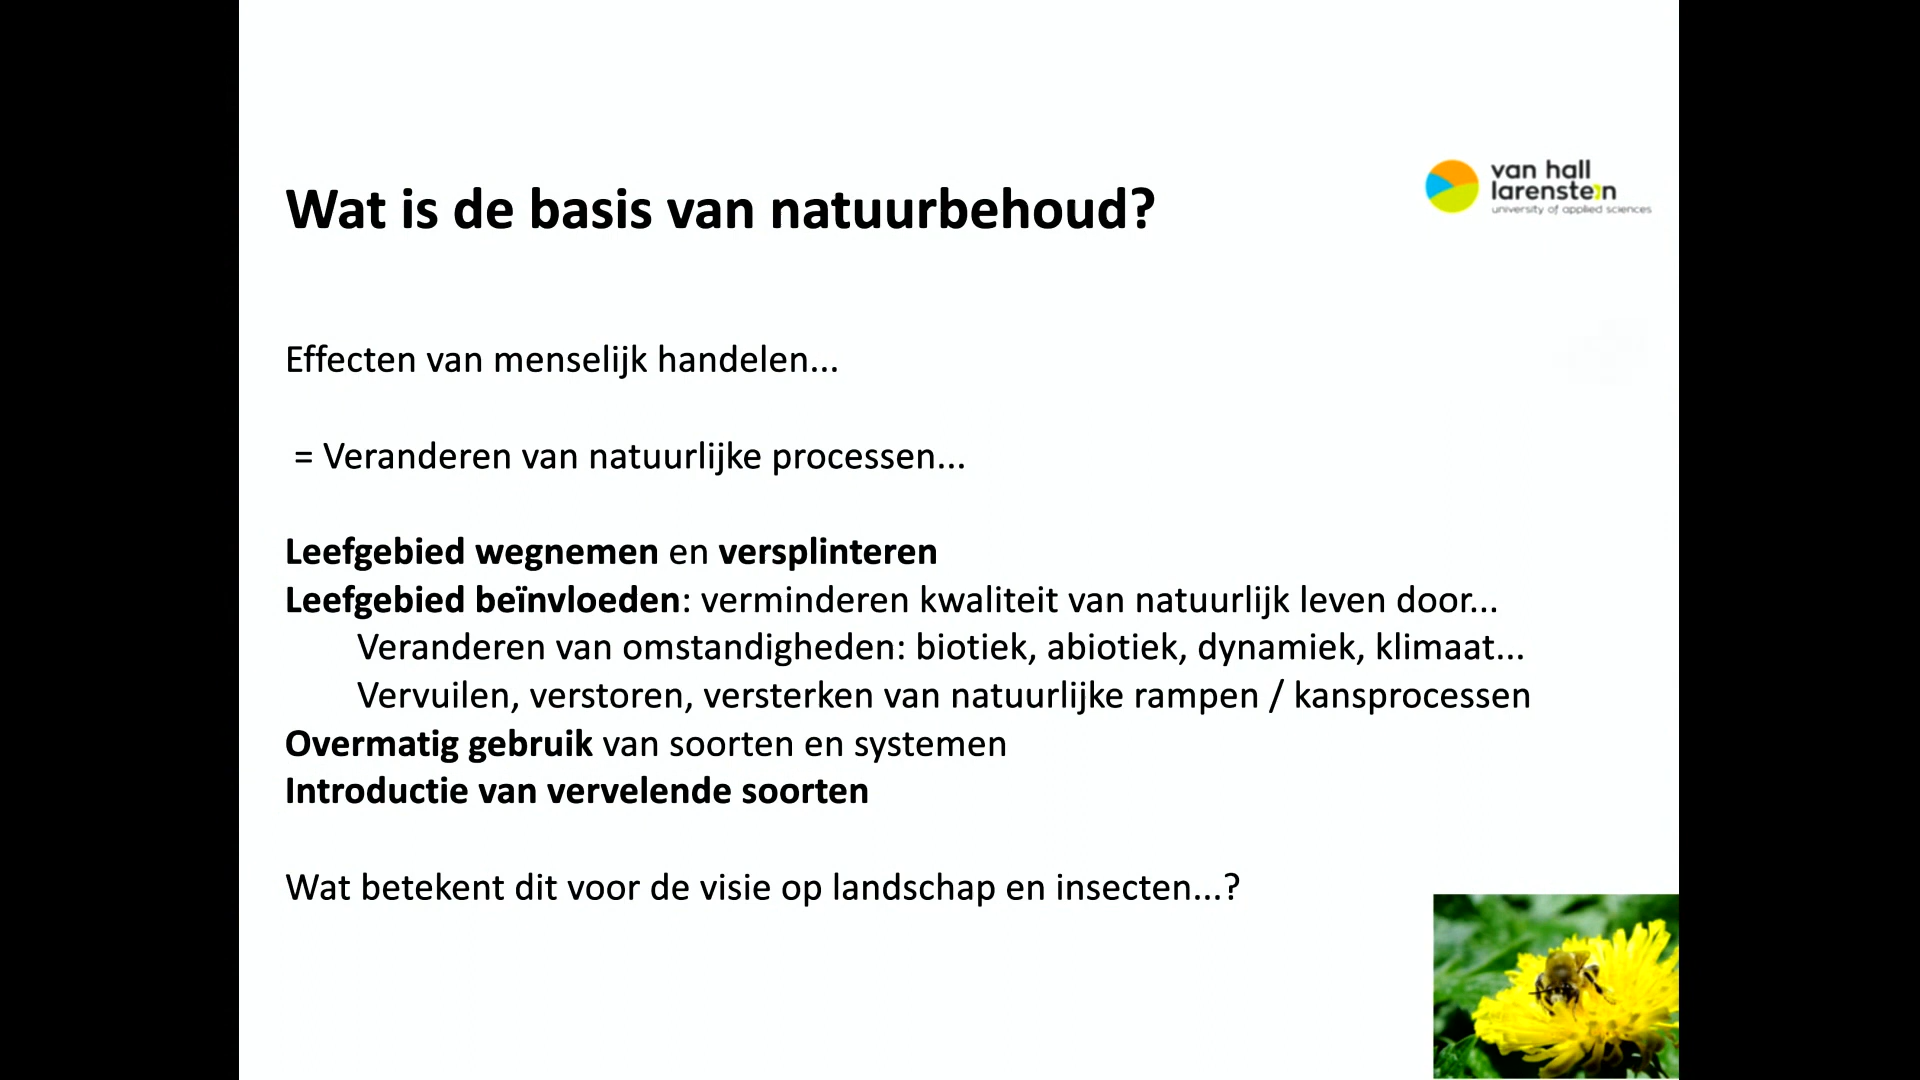 van hall
larenstein
university of applied sciences
Wat is de basis van natuurbehoud?
Effecten van menselijk handelen...
= Veranderen van natuurlijke processen...
Leefgebied wegnemen en versplinteren
Leefgebied beïnvloeden: verminderen kwaliteit van natuurlijk leven door...
Veranderen van omstandigheden: biotiek, abiotiek, dynamiek, klimaat...
Vervuilen, verstoren, versterken van natuurlijke rampen / kansprocessen
Overmatig gebruik van soorten en systemen
Introductie van vervelende soorten
Wat betekent dit voor de visie op landschap en insecten...?